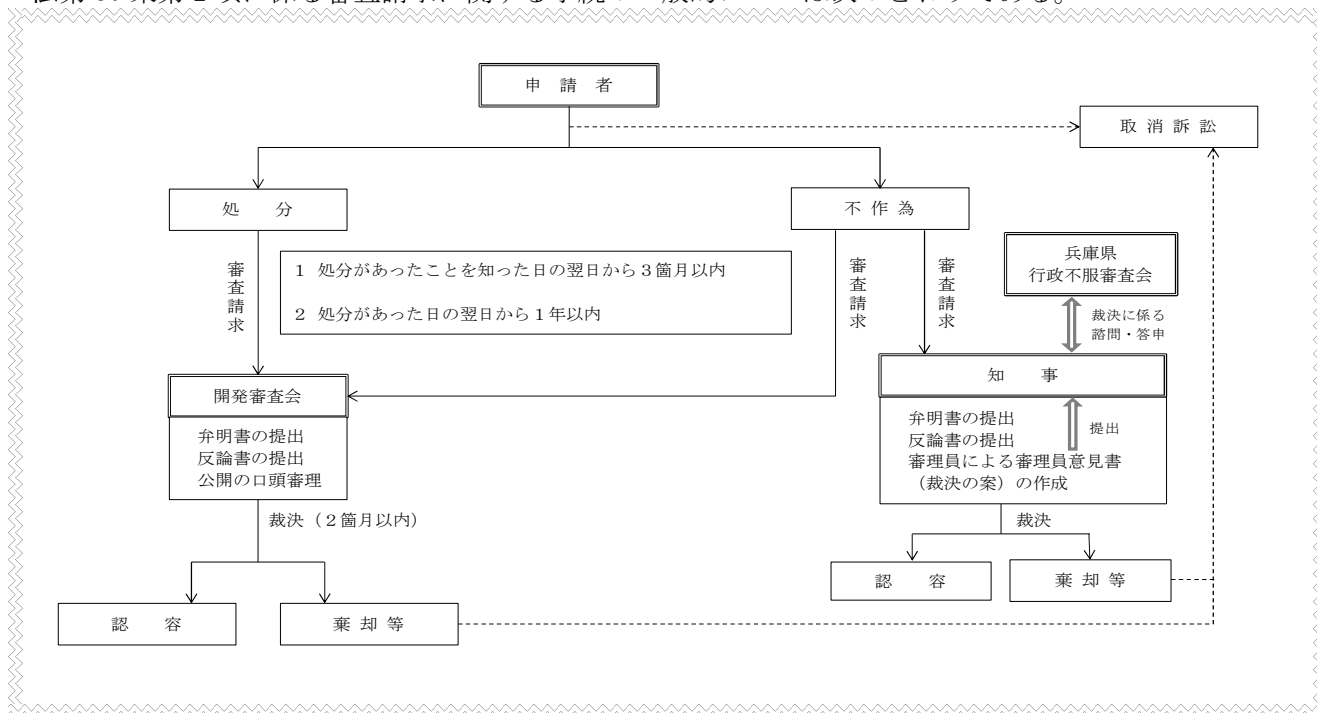 申 請 者
取 消 訴 訟
処　　分
不 作 為
審査請求
1 処分があったことを知った日の翌日から3箇月以内
2 処分があった日の翌日から1年以内
審査請求
審査請求
兵庫県
行政不服審査会
裁決に係る
諮問・答申
開発審査会
弁明書の提出
反論書の提出
公開の口頭審理
知　　事
弁明書の提出
反論書の提出
審理員による審理員意見書
（裁決の案）の作成
提出
裁決（2箇月以内）
裁決
認　　容
棄 却 等
認　　容
棄 却 等